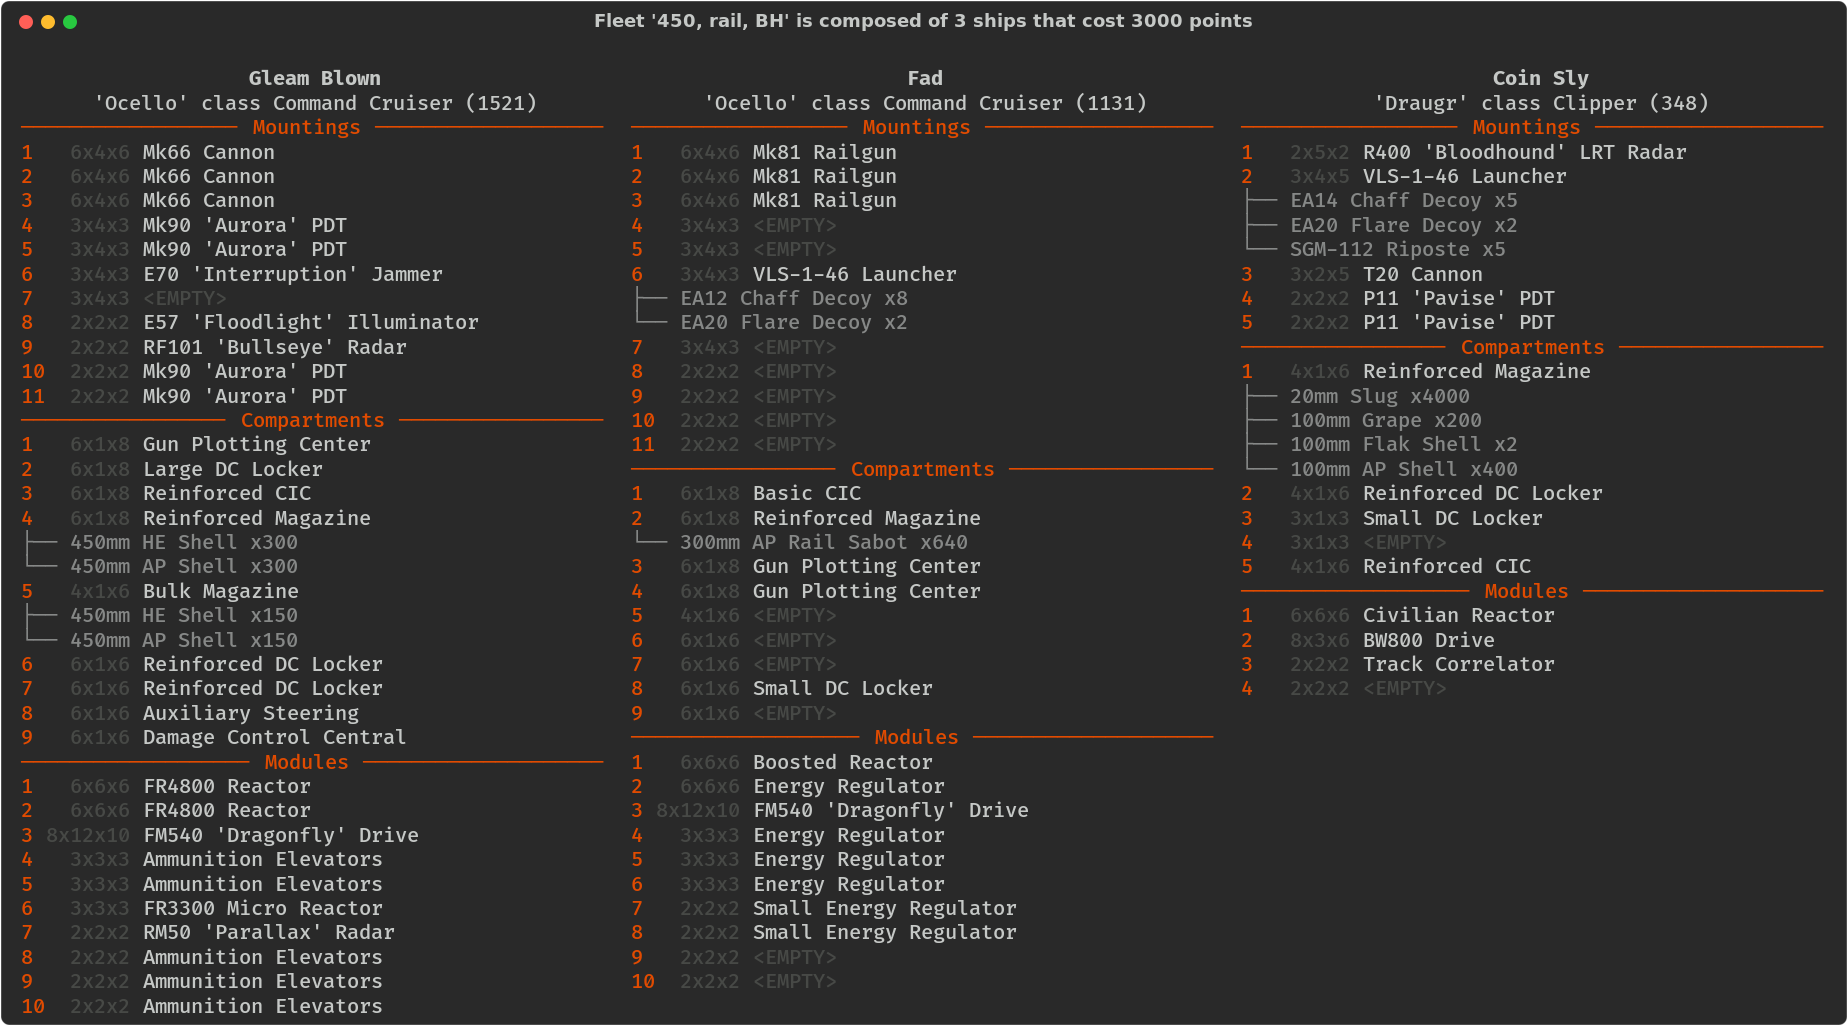 Fleet '450, rail, BH' is composed of 3 ships that cost 3000 points
Gleam Blown
'Ocello' class Command Cruiser (1521)
Mountings
1 6x4x6 Mk66 Cannon
2 6x4x6 Mk66 Cannon
3 6x4x6 Mk66 Cannon
4 3x4x3 Mk90 'Aurora' PDT
5 3x4x3 Mk90 'Aurora' PDT
6 3x4x3 E70 'Interruption' Jammer
7 3x4x3 <EMPTY>
8 2x2x2 E57 'Floodlight' Illuminator
9 2x2x2 RF101 'Bullseye' Radar
10 2x2x2 Mk90 'Aurora' PDT
11 2x2x2 Mk90 'Aurora' PDT
Compartments
1 6x1x8 Gun Plotting Center
2 6x1x8 Large DC Locker
3 6x1x8 Reinforced CIC
4 6x1x8 Reinforced Magazine
450mm HE Shell x300
450mm AP Shell x300
5 4x1x6 Bulk Magazine
450mm HE Shell x150
450mm AP Shell x150
6 6x1x6 Reinforced DC Locker
7 6x1x6 Reinforced DC Locker
8 6x1x6 Auxiliary Steering
9 6x1x6 Damage Control Central
Modules
1 6x6x6 FR4800 Reactor
2 6x6x6 FR4800 Reactor
3 8x12x10 FM540 'Dragonfly' Drive
4 3x3x3 Ammunition Elevators
5 3x3x3 Ammunition Elevators
6 3x3x3 FR3300 Micro Reactor
7 2x2x2 RM50 'Parallax' Radar
8 2x2x2 Ammunition Elevators
9 2x2x2 Ammunition Elevators
10 2x2x2 Ammunition Elevators
Fad
'Ocello' class Command Cruiser (1131)
Mountings
1 6x4x6 Mk81 Railgun
2 6x4x6 Mk81 Railgun
3 6x4x6 Mk81 Railgun
4 3x4x3 <EMPTY>
5 3x4x3 <EMPTY>
6 3x4x3 VLS-1-46 Launcher
EA12 Chaff Decoy x8
EA20 Flare Decoy x2
7 3x4x3 <EMPTY>
8 2x2x2 <EMPTY>
9 2x2x2 <EMPTY>
10 2x2x2 <EMPTY>
11 2x2x2 <EMPTY>
Compartments
1 6x1x8 Basic CIC
2 6x1x8 Reinforced Magazine
300mm AP Rail Sabot x640
3 6x1x8 Gun Plotting Center
4 6x1x8 Gun Plotting Center
5 4x1x6 <EMPTY>
6 6x1x6 <EMPTY>
7 6x1x6 <EMPTY>
8 6x1x6 Small DC Locker
9 6x1x6 <EMPTY>
Modules
1 6x6x6 Boosted Reactor
2 6x6x6 Energy Regulator
3 8x12x10 FM540 'Dragonfly' Drive
4 3x3x3 Energy Regulator
5 3x3x3 Energy Regulator
6 3x3x3 Energy Regulator
7 2x2x2 Small Energy Regulator
8 2x2x2 Small Energy Regulator
9 2x2x2 <EMPTY>
10 2x2x2 <EMPTY>
Coin Sly
'Draugr' class Clipper (348)
Mountings
1 2x5x2 R400 'Bloodhound' LRT Radar
2 3x4x5 VLS-1-46 Launcher
EA14 Chaff Decoy x5
EA20 Flare Decoy x2
SGM-112 Riposte x5
3 3x2x5 T20 Cannon
4 2x2x2 P11 'Pavise' PDT
5 2x2x2 P11 'Pavise' PDT
Compartments
1 4x1x6 Reinforced Magazine
20mm Slug x4000
100mm Grape x200
100mm Flak Shell x2
100mm AP Shell x400
2 4x1x6 Reinforced DC Locker
3 3x1x3 Small DC Locker
4 3x1x3 <EMPTY>
5 4x1x6 Reinforced CIC
Modules
1 6x6x6 Civilian Reactor
2 8x3x6 BW800 Drive
3 2x2x2 Track Correlator
4 2x2x2 <EMPTY>